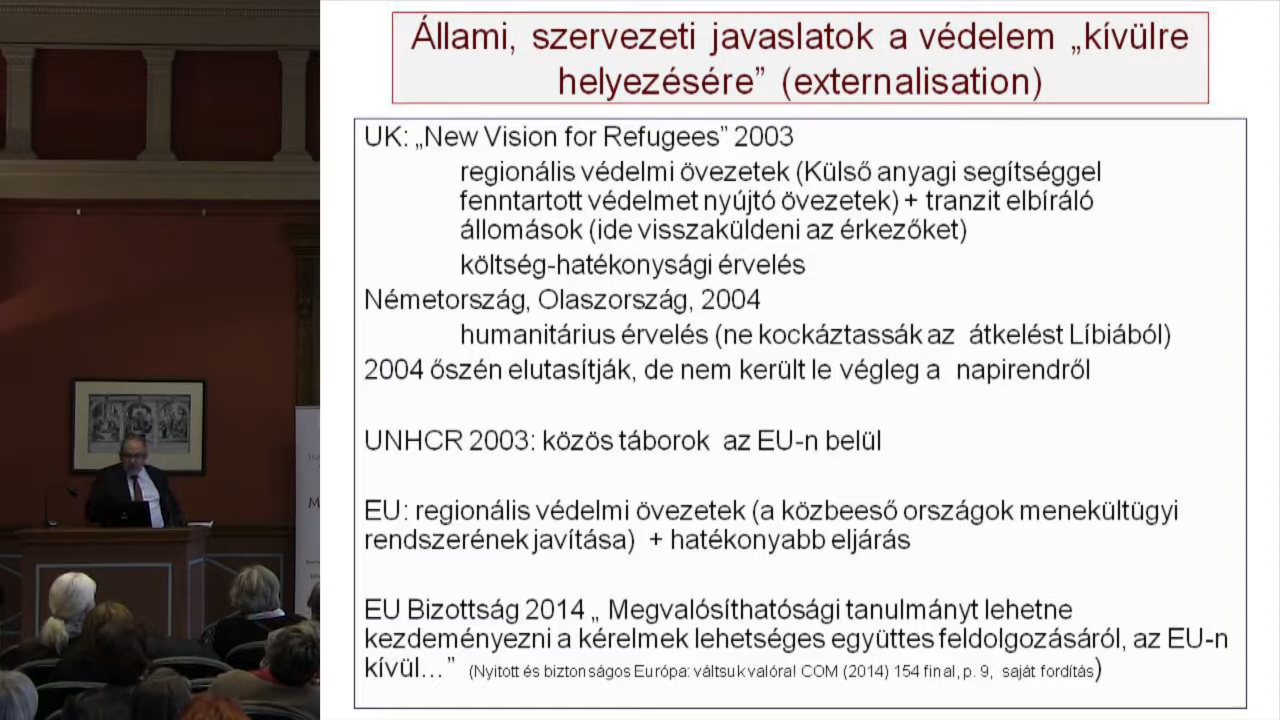 Állami, szervezeti javaslatok a védelem „kívülre
helyezésére” (externalisation)
UK: „New Vision for Refugees” 2003
regionális védelmi övezetek (Külső anyagi segítséggel
fenntartott védelmet nyújtó övezetek) + tranzit elbíráló
állomások (ide visszaküldeni az érkezőket)
költség-hatékonysági érvelés
Németország, Olaszország, 2004
humanitárius érvelés (ne kockáztassák az átkelést Líbiából)
2004 őszén elutasítják, de nem került le végleg a napirendről
UNHCR 2003: közös táborok az EU-n belül
EU: regionális védelmi övezetek (a közbeeső országok menekültügyi
rendszerének javítása) + hatékonyabb eljárás
EU Bizottság 2014 „ Megvalósíthatósági tanulmányt lehetne
kezdeményezni a kérelmek lehetséges együttes feldolgozásáról, az EU-n
kívül…” (Nyitott és biztonságos Európa: váltsuk valóra! COM (2014) 154 final, p. 9, saját fordítás)